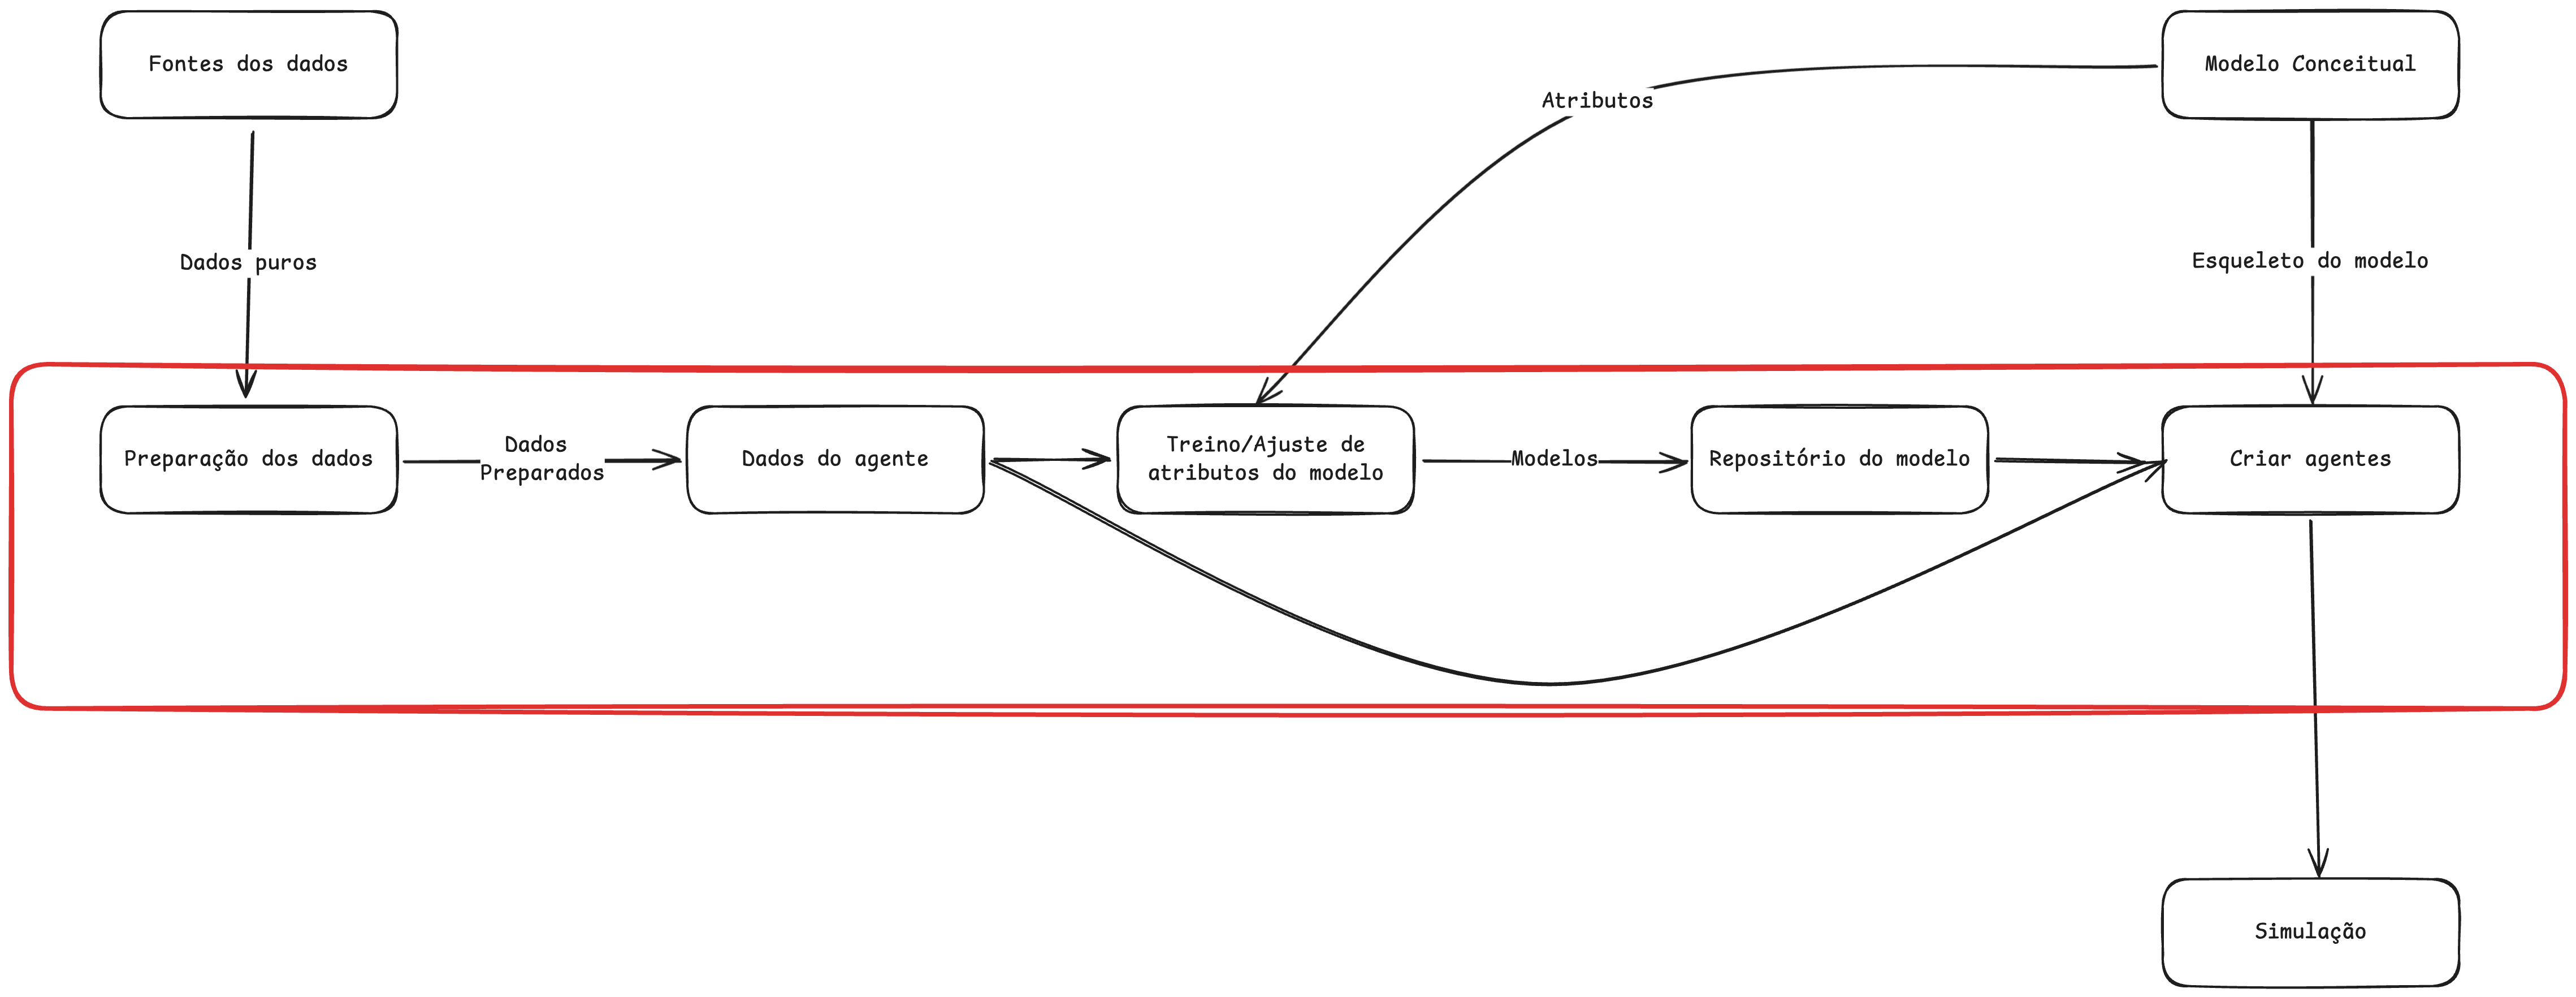 Fontes dos dados
Modelo Conceitual
Atributos
Dados puros
Esqueleto do modelo
Preparação dos dados
Dados
Preparados
Dados do agente
Treino/Ajuste de
atributos do modelo
Modelos
Repositório do modelo
Criar agentes
Simulação